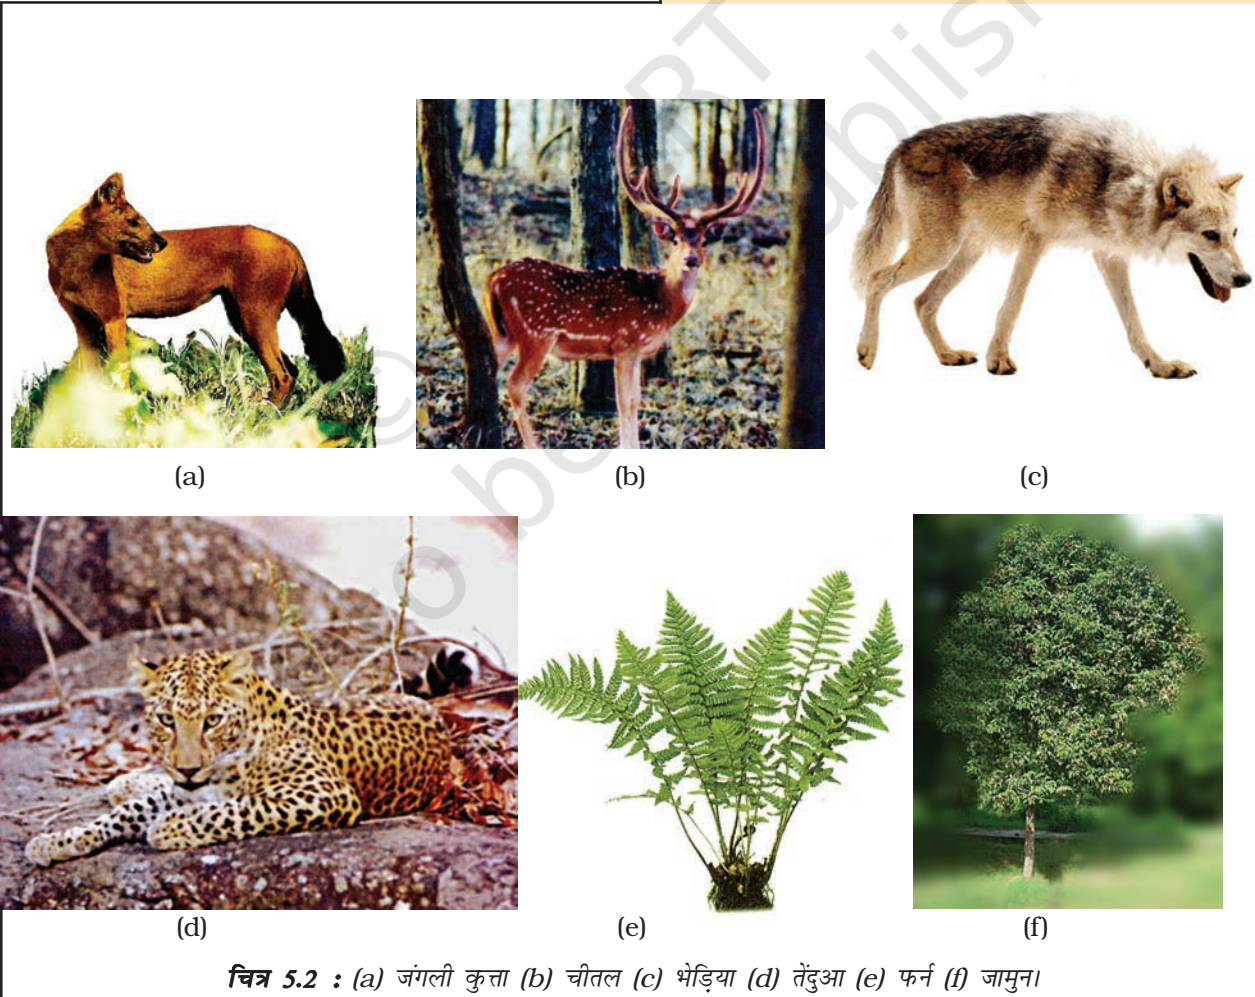 (a)
(b)
(c)
(d)
(e)
(f)
चित्र 5.2 : (a) जंगली कुत्ता (b) चीतल (c) भेड़िया (d) तेंदुआ (e) फर्न (f) जामुन।